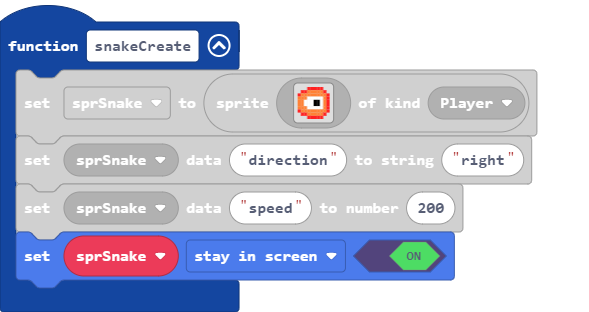 function snakeCreate
set sprSnake to sprite of kind Player
set sprSnake data "direction" to string "right"
set sprSnake data "speed" to number 200
set sprSnake stay in screen ON